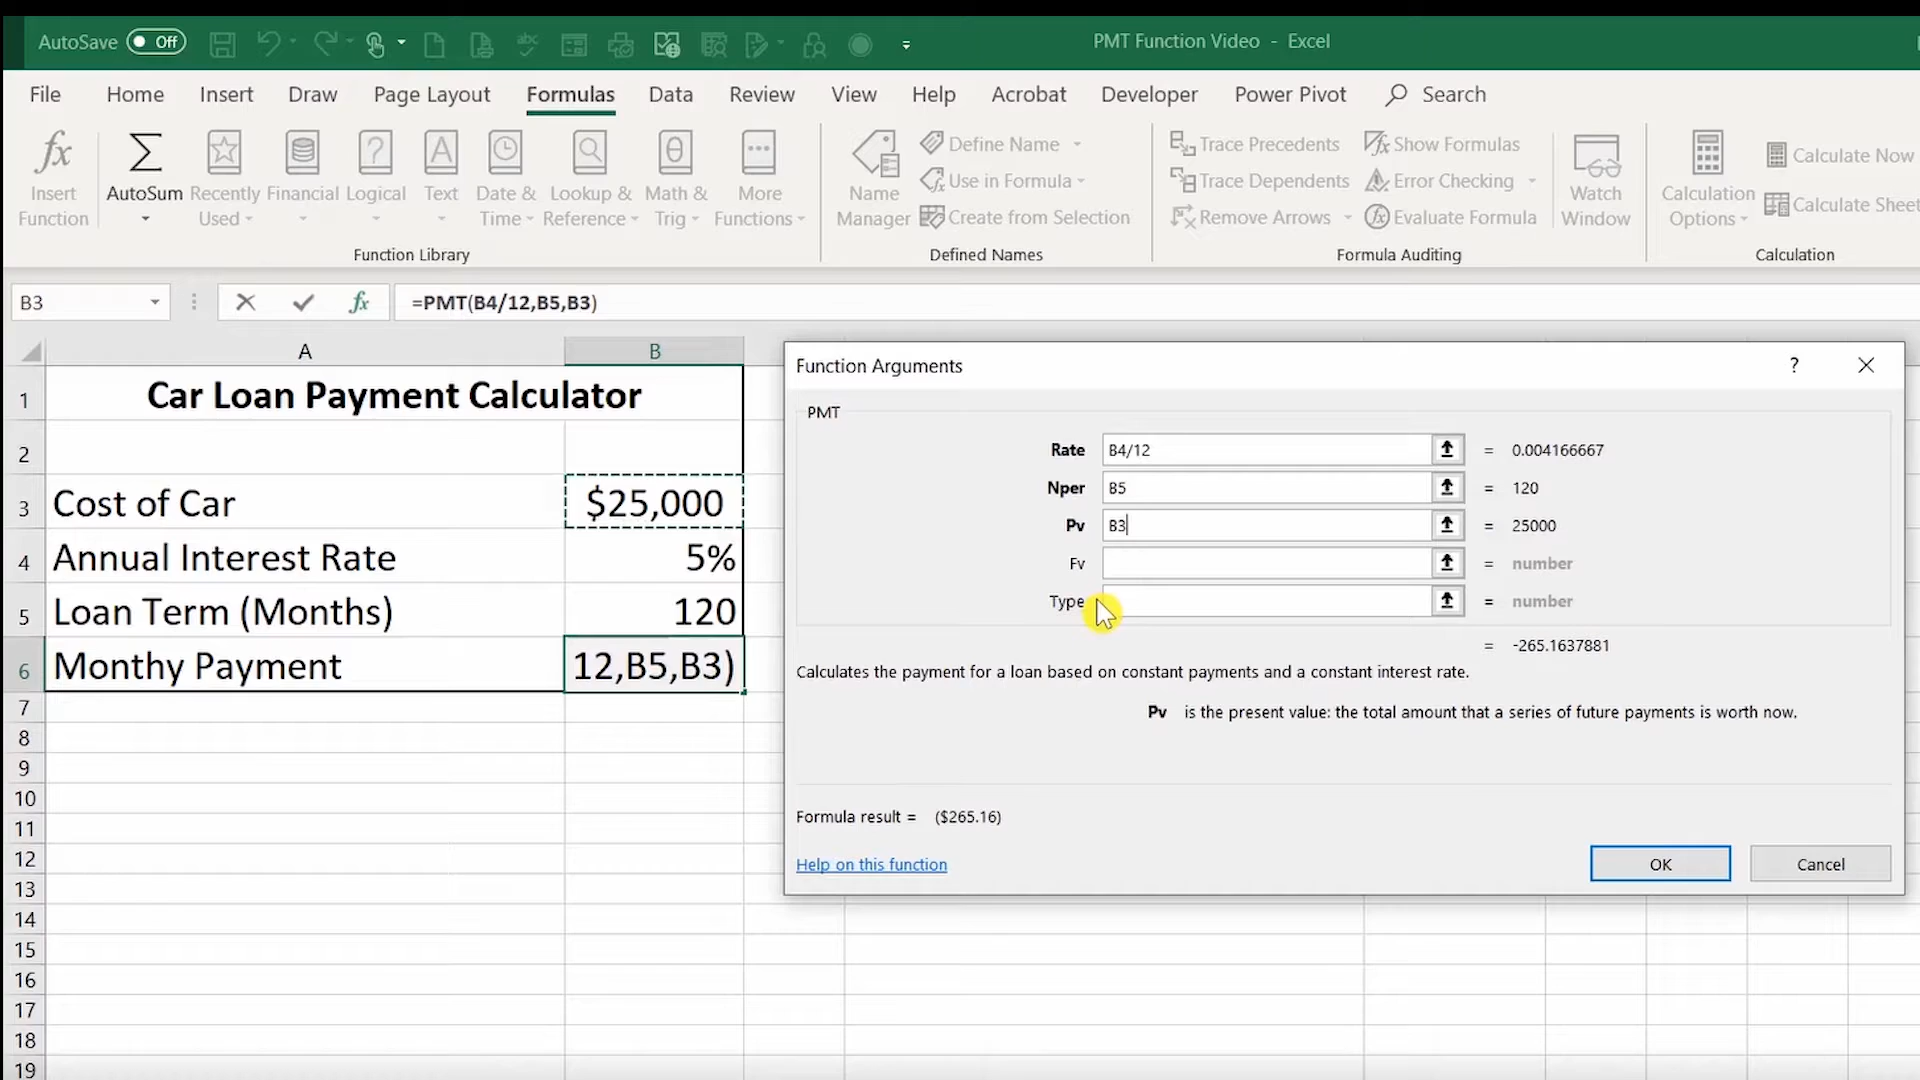 AutoSave Off PMT Function Video - Excel
File Home Insert Draw Page Layout Formulas Data Review View Help Acrobat Developer Power Pivot Search
Insert Function
AutoSum
Recently Used
Financial
Logical
Text
Date & Time
Lookup & Reference
Math & Trig
More Functions
Function Library
Name Manager
Define Name
Use in Formula
Create from Selection
Defined Names
Trace Precedents
Trace Dependents
Remove Arrows
Show Formulas
Error Checking
Evaluate Formula
Formula Auditing
Watch Window
Calculation Options
Calculate Now
Calculate Sheet
Calculation
B3 fx =PMT(B4/12,B5,B3)
A B
1 Car Loan Payment Calculator
2
3 Cost of Car $25,000
4 Annual Interest Rate 5%
5 Loan Term (Months) 120
6 Monthy Payment 12,B5,B3)
7
8
9
10
11
12
13
14
15
16
17
18
19
Function Arguments ?
PMT
Rate B4/12 = 0.004166667
Nper B5 = 120
Pv B3 = 25000
Fv = number
Type = number
= -265.1637881
Calculates the payment for a loan based on constant payments and a constant interest rate.
Pv is the present value: the total amount that a series of future payments is worth now.
Formula result = ($265.16)
Help on this function OK Cancel